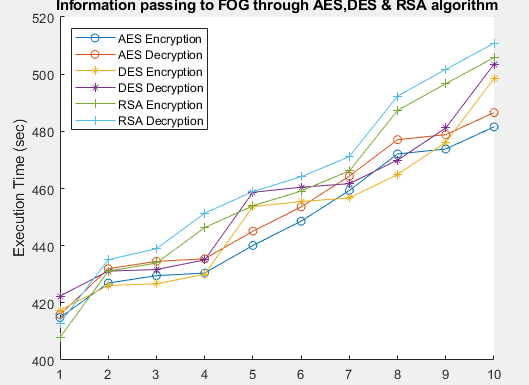 Information passing to FOG through AES,DES & RSA algorithm
520
500
480
460
440
420
400
Execution Time (sec)
AES Encryption
AES Decryption
DES Encryption
DES Decryption
RSA Encryption
RSA Decryption
1 2 3 4 5 6 7 8 9 10